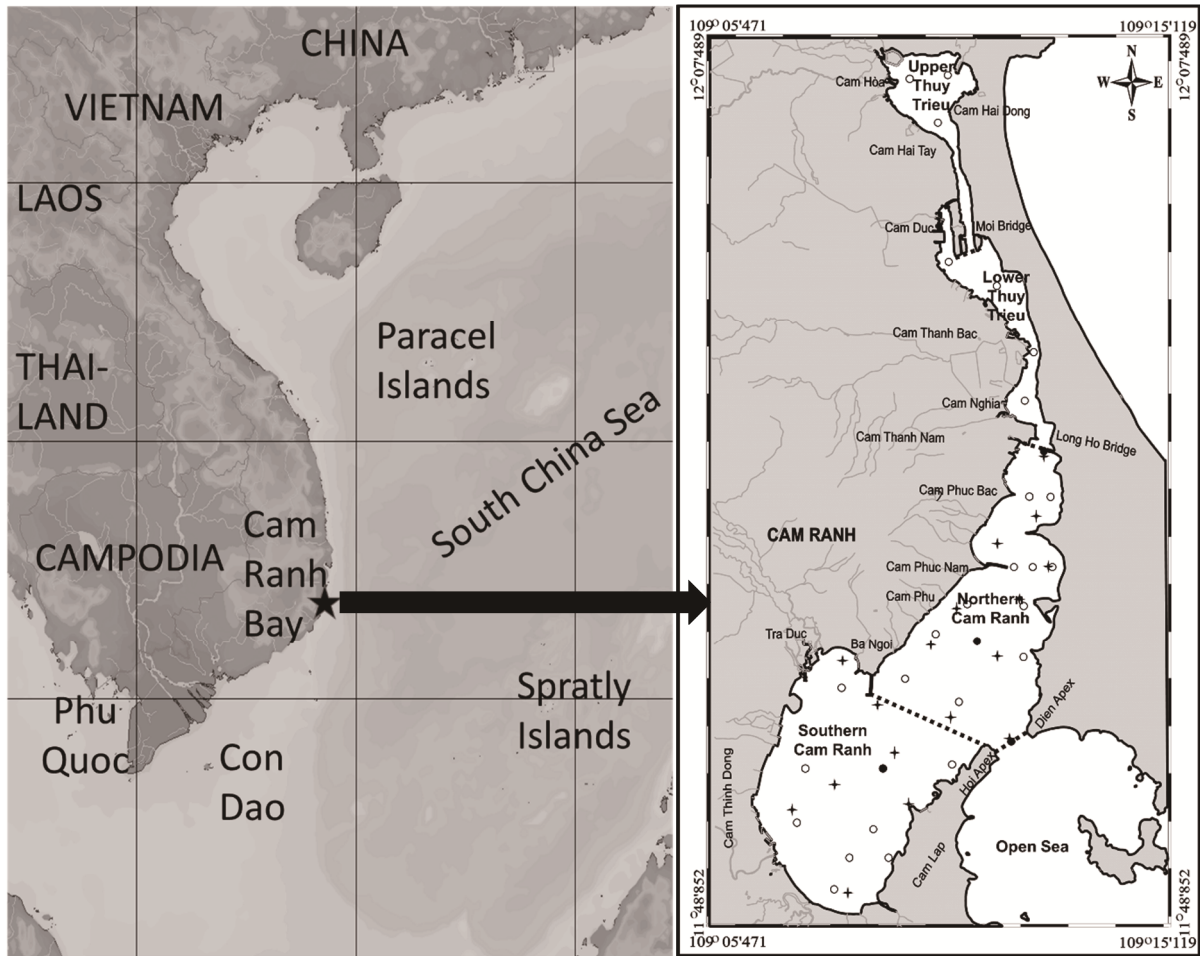 CHINA
VIETNAM
LAOS
Paracel
Islands
THAI-
LAND
South China Sea
Cam
Ranh
Bay
CAMPODIA
Spratly
Islands
Phu
Quoc
Con
Dao
109° 05'471
109°15'119
12°07'489
12°07'489
N
W
E
S
Upper
Thuy
Trieu
Cam Hòa
Cam Hai Dong
Cam Hai Tay
Cam Duc
Moi Bridge
Lower
Thuy
Trieu
Cam Thanh Bac
Cam Nghia
Cam Thanh Nam
Long Ho Bridge
Cam Phuc Bac
CAM RANH
Cam Phuc Nam
Cam Phu
Northern
Cam Ranh
Tra Duc
Ba Ngoi
Dien Apex
Southern
Cam Ranh
Hoi Apex
Cam Thinh Dong
Cam Lap
Open Sea
11°48'852
11°48'852
109° 05'471
109°15'119